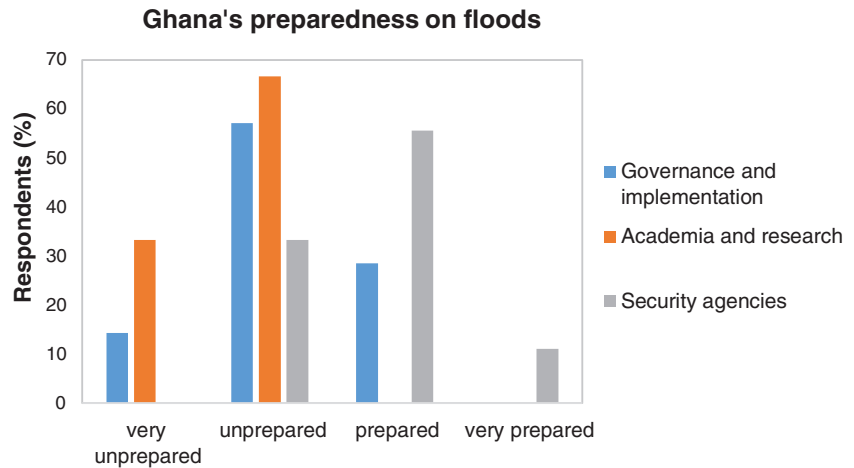 Ghana's preparedness on floods
Respondents (%)
70
60
50
40
30
20
10
0
very
unprepared
unprepared
prepared
very prepared
Governance and
implementation
Academia and research
Security agencies